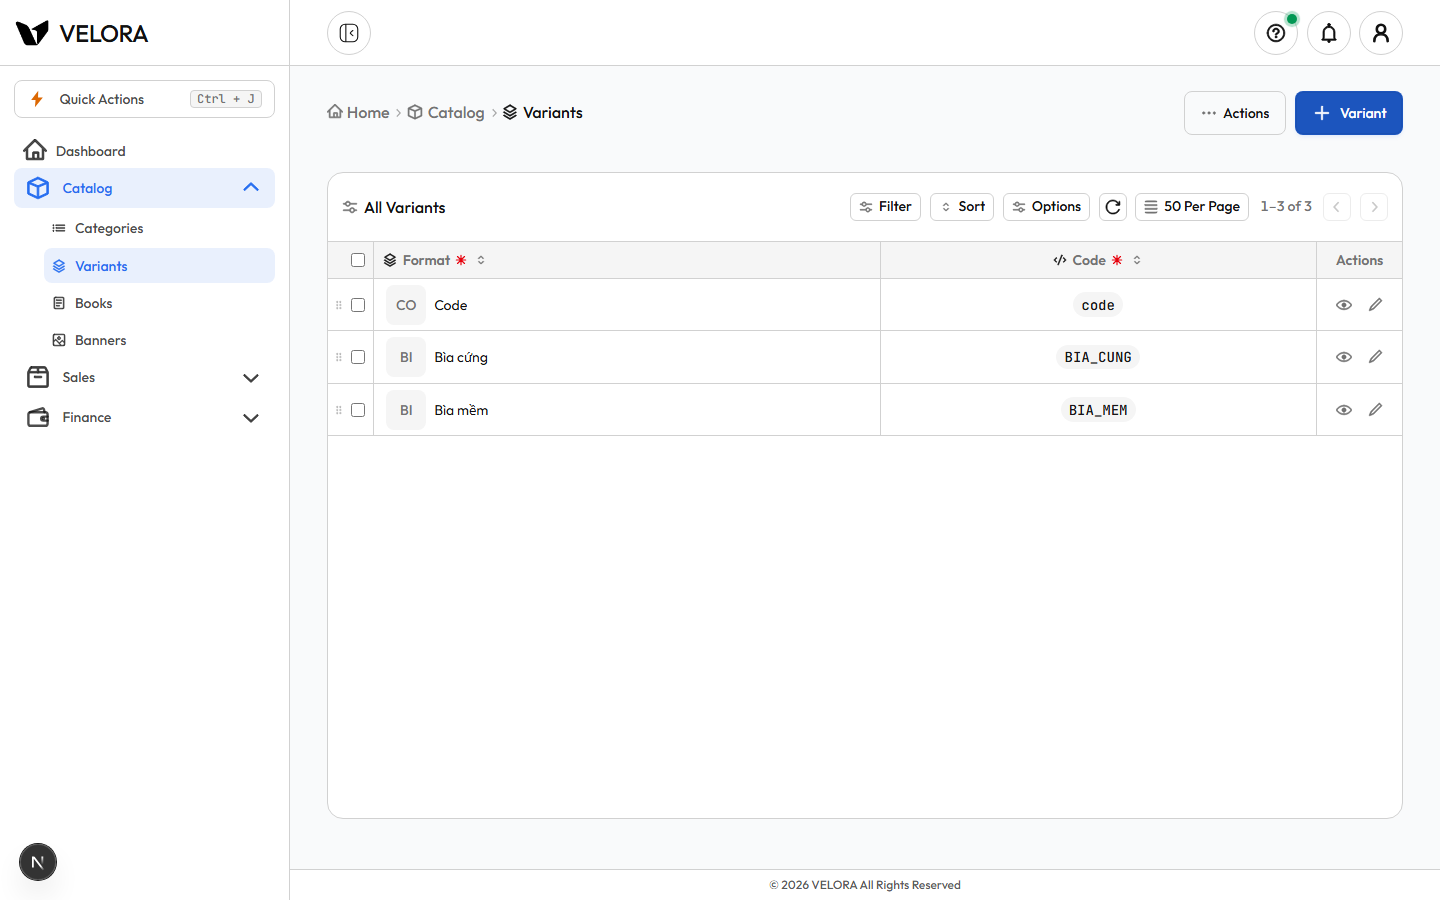 VELORA
Quick Actions Ctrl + J
Dashboard
Catalog
Categories
Variants
Books
Banners
Sales
Finance
N
Home Catalog Variants
Actions
Variant
All Variants
Filter Sort Options 50 Per Page 1–3 of 3
Format Code Actions
CO Code code
BI Bìa cứng BIA_CUNG
BI Bìa mềm BIA_MEM
© 2026 VELORA All Rights Reserved